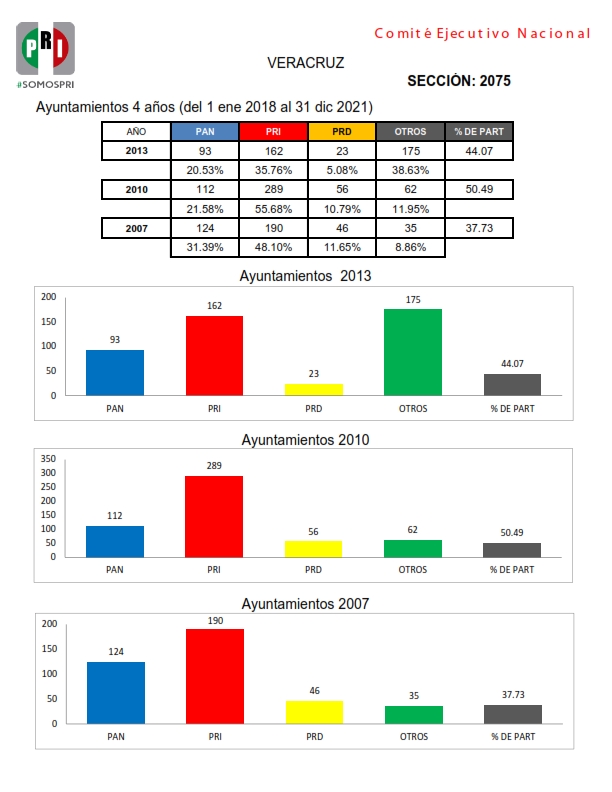 Comité Ejecutivo Nacional
PRI
#SOMOSPRI
VERACRUZ
SECCIÓN: 2075
Ayuntamientos 4 años (del 1 ene 2018 al 31 dic 2021)
AÑO PAN PRI PRD OTROS % DE PART
2013 93 162 23 175 44.07
20.53% 35.76% 5.08% 38.63%
2010 112 289 56 62 50.49
21.58% 55.68% 10.79% 11.95%
2007 124 190 46 35 37.73
31.39% 48.10% 11.65% 8.86%
Ayuntamientos 2013
200
150
100
50
0
93
162
23
175
44.07
PAN PRI PRD OTROS % DE PART
Ayuntamientos 2010
350
300
250
200
150
100
50
0
112
289
56
62
50.49
PAN PRI PRD OTROS % DE PART
Ayuntamientos 2007
200
150
100
50
0
124
190
46
35
37.73
PAN PRI PRD OTROS % DE PART